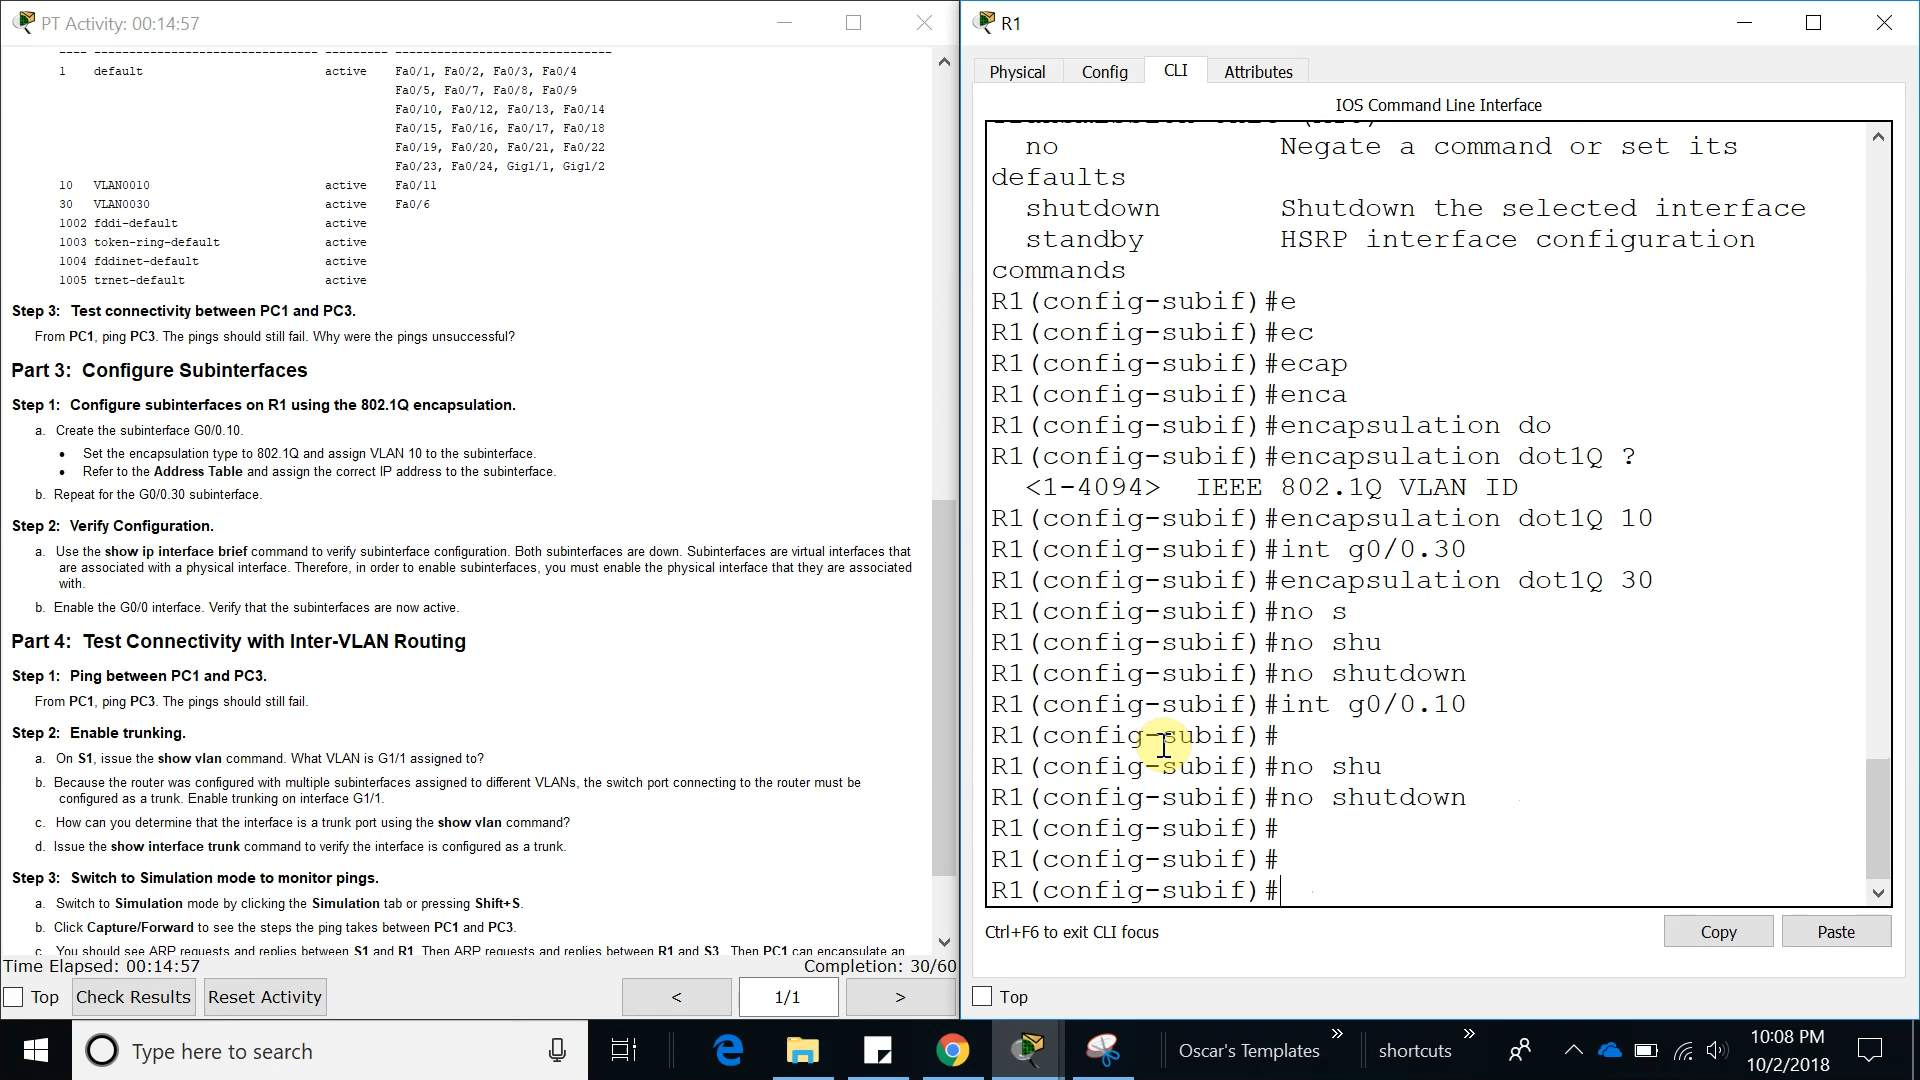 PT Activity: 00:14:57
---- -------------------------------- --------- -------------------------------
1 default active Fa0/1, Fa0/2, Fa0/3, Fa0/4
Fa0/5, Fa0/7, Fa0/8, Fa0/9
Fa0/10, Fa0/12, Fa0/13, Fa0/14
Fa0/15, Fa0/16, Fa0/17, Fa0/18
Fa0/19, Fa0/20, Fa0/21, Fa0/22
Fa0/23, Fa0/24, Gig1/1, Gig1/2
10 VLAN0010 active Fa0/11
30 VLAN0030 active Fa0/6
1002 fddi-default active
1003 token-ring-default active
1004 fddinet-default active
1005 trnet-default active
Step 3: Test connectivity between PC1 and PC3.
From PC1, ping PC3. The pings should still fail. Why were the pings unsuccessful?
Part 3: Configure Subinterfaces
Step 1: Configure subinterfaces on R1 using the 802.1Q encapsulation.
a. Create the subinterface G0/0.10.
• Set the encapsulation type to 802.1Q and assign VLAN 10 to the subinterface.
• Refer to the Address Table and assign the correct IP address to the subinterface.
b. Repeat for the G0/0.30 subinterface.
Step 2: Verify Configuration.
a. Use the show ip interface brief command to verify subinterface configuration. Both subinterfaces are down. Subinterfaces are virtual interfaces that
are associated with a physical interface. Therefore, in order to enable subinterfaces, you must enable the physical interface that they are associated
with.
b. Enable the G0/0 interface. Verify that the subinterfaces are now active.
Part 4: Test Connectivity with Inter-VLAN Routing
Step 1: Ping between PC1 and PC3.
From PC1, ping PC3. The pings should still fail.
Step 2: Enable trunking.
a. On S1, issue the show vlan command. What VLAN is G1/1 assigned to?
b. Because the router was configured with multiple subinterfaces assigned to different VLANs, the switch port connecting to the router must be
configured as a trunk. Enable trunking on interface G1/1.
c. How can you determine that the interface is a trunk port using the show vlan command?
d. Issue the show interface trunk command to verify the interface is configured as a trunk.
Step 3: Switch to Simulation mode to monitor pings.
a. Switch to Simulation mode by clicking the Simulation tab or pressing Shift+S.
b. Click Capture/Forward to see the steps the ping takes between PC1 and PC3.
c. You should see ARP requests and replies between S1 and R1. Then ARP requests and replies between R1 and S3. Then PC1 can encapsulate an
Time Elapsed: 00:14:57
Completion: 30/60
Top
Check Results
Reset Activity
<
1/1
>
R1
Physical
Config
CLI
Attributes
IOS Command Line Interface
no Negate a command or set its
defaults
shutdown Shutdown the selected interface
standby HSRP interface configuration
commands
R1(config-subif)#e
R1(config-subif)#ec
R1(config-subif)#ecap
R1(config-subif)#enca
R1(config-subif)#encapsulation do
R1(config-subif)#encapsulation dot1Q ?
<1-4094> IEEE 802.1Q VLAN ID
R1(config-subif)#encapsulation dot1Q 10
R1(config-subif)#int g0/0.30
R1(config-subif)#encapsulation dot1Q 30
R1(config-subif)#no s
R1(config-subif)#no shu
R1(config-subif)#no shutdown
R1(config-subif)#int g0/0.10
R1(config-subif)#
R1(config-subif)#no shu
R1(config-subif)#no shutdown
R1(config-subif)#
R1(config-subif)#
R1(config-subif)#
Ctrl+F6 to exit CLI focus
Copy
Paste
Top
Type here to search
Oscar's Templates
»
shortcuts
»
10:08 PM
10/2/2018